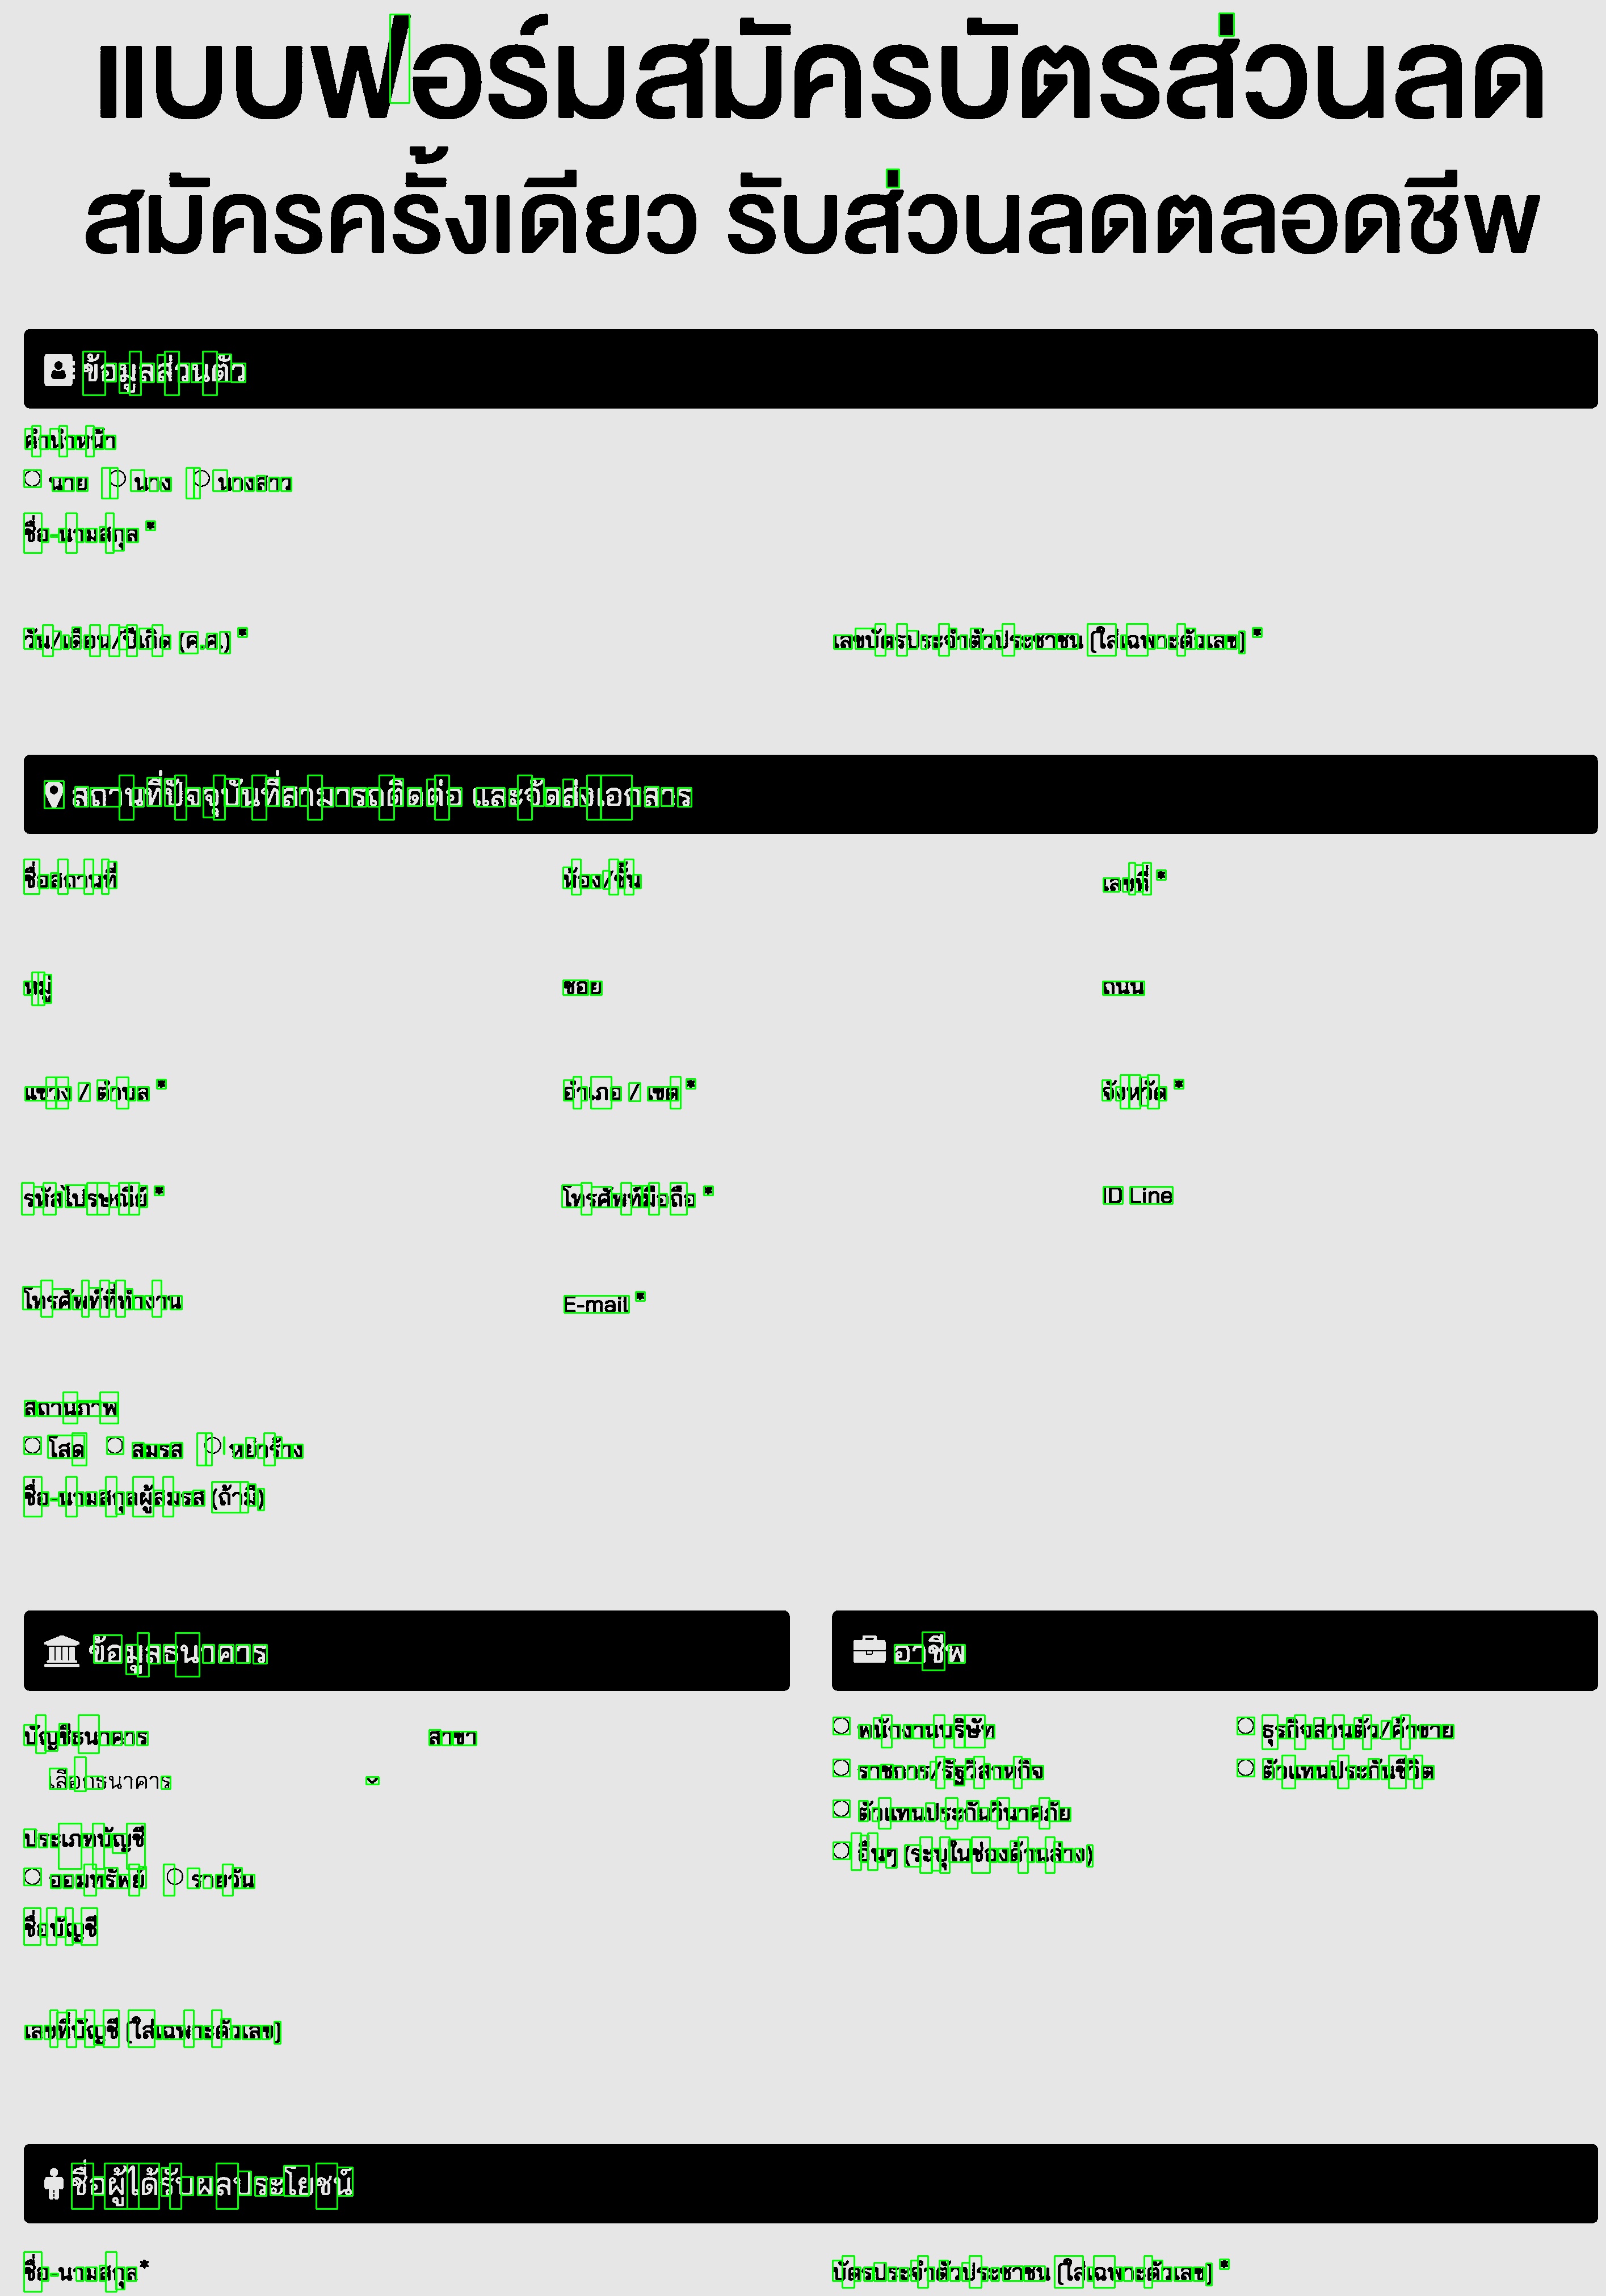 แบบฟอร์มสมัครบัตรส่วนลด
สมัครครั้งเดียว รับส่วนลดตลอดชีพ
ข้อมูลส่วนตัว
คำนำหน้า
นาย นาง นางสาว
ชื่อ-นามสกุล *
วัน/เดือน/ปีเกิด (ค.ศ.) * เลขบัตรประจำตัวประชาชน (ใส่เฉพาะตัวเลข) *
สถานที่ปัจจุบันที่สามารถติดต่อ และจัดส่งเอกสาร
ชื่อสถานที่ ห้อง/ชั้น เลขที่ *
หมู่ ซอย ถนน
แขวง / ตำบล * อำเภอ / เขต * จังหวัด *
รหัสไปรษณีย์ * โทรศัพท์มือถือ * ID Line
โทรศัพท์ที่ทำงาน E-mail *
สถานภาพ
โสด สมรส หย่าร้าง
ชื่อ-นามสกุลผู้สมรส (ถ้ามี)
ข้อมูลธนาคาร
บัญชีธนาคาร สาขา
เลือกธนาคาร
ประเภทบัญชี
ออมทรัพย์ รายวัน
ชื่อบัญชี
เลขที่บัญชี (ใส่เฉพาะตัวเลข)
อาชีพ
พนักงานบริษัท ธุรกิจส่วนตัว/ค้าขาย
ราชการ/รัฐวิสาหกิจ ตัวแทนประกันชีวิต
ตัวแทนประกันวินาศภัย
อื่นๆ (ระบุในช่องด้านล่าง)
ชื่อผู้ได้รับผลประโยชน์
ชื่อ-นามสกุล* บัตรประจำตัวประชาชน (ใส่เฉพาะตัวเลข) *